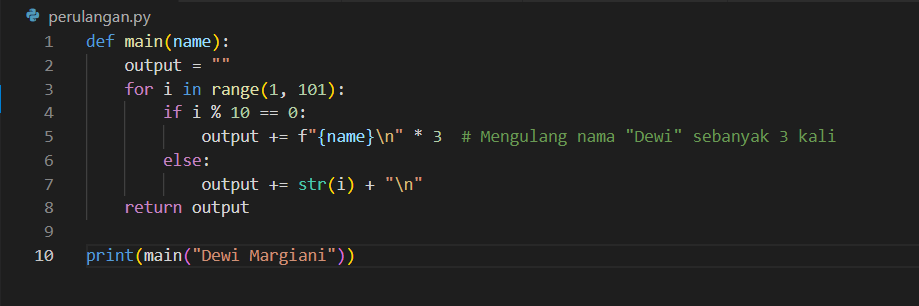 perulangan.py
1 def main(name):
2     output = ""
3     for i in range(1, 101):
4         if i % 10 == 0:
5             output += f"{name}\n" * 3  # Mengulang nama "Dewi" sebanyak 3 kali
6         else:
7             output += str(i) + "\n"
8     return output
9
10 print(main("Dewi Margiani"))